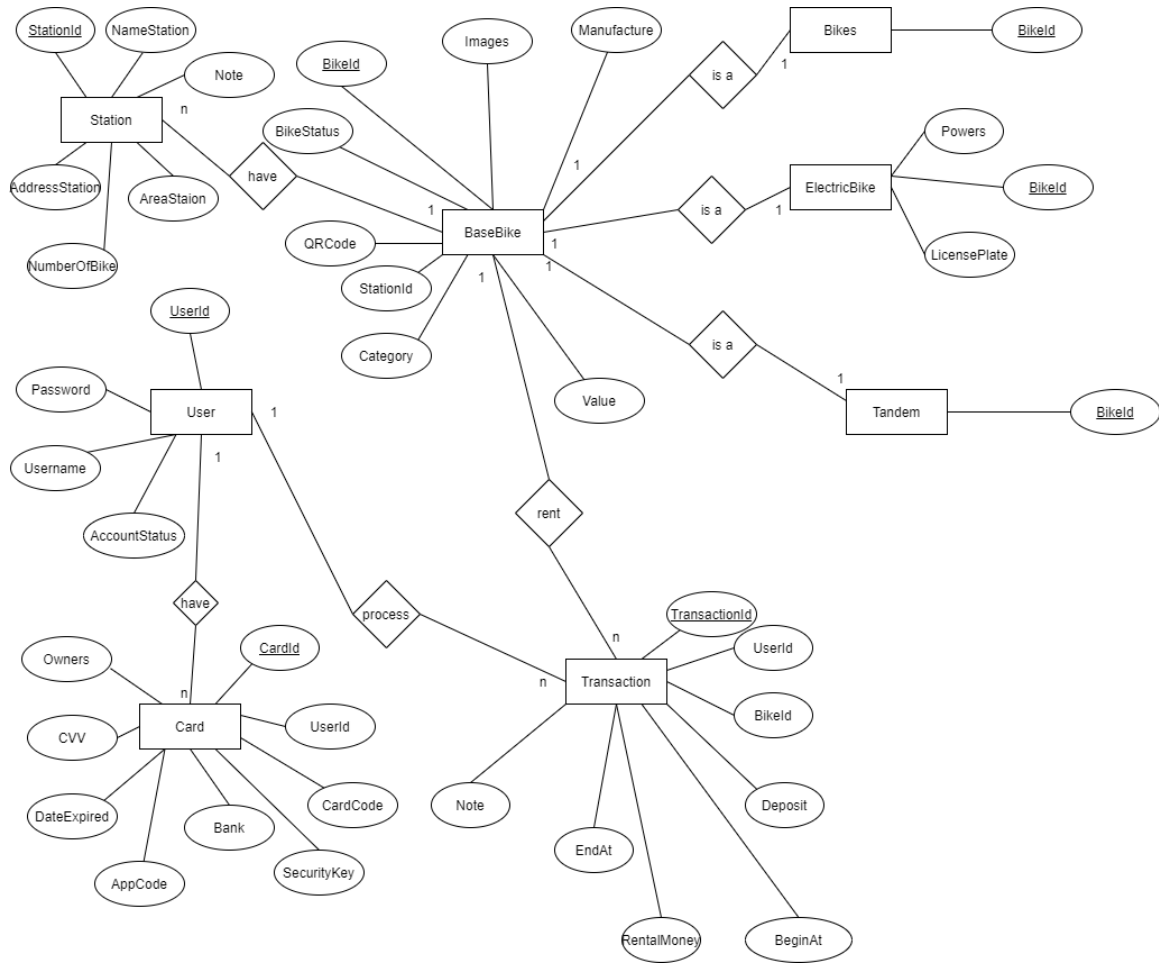 StationId
NameStation
Note
Station
n
have
AddressStation
AreaStaion
NumberOfBike
Images
Manufacture
BikeId
BikeStatus
QRCode
StationId
Category
Value
1
BaseBike
1
1
1
1
is a
1
Bikes
BikeId
is a
1
ElectricBike
Powers
BikeId
LicensePlate
is a
1
Tandem
BikeId
UserId
Password
User
1
1
Username
AccountStatus
have
n
process
rent
n
n
Owners
CardId
Card
CVV
UserId
DateExpired
CardCode
Bank
AppCode
SecurityKey
TransactionId
UserId
Transaction
BikeId
Note
Deposit
EndAt
RentalMoney
BeginAt